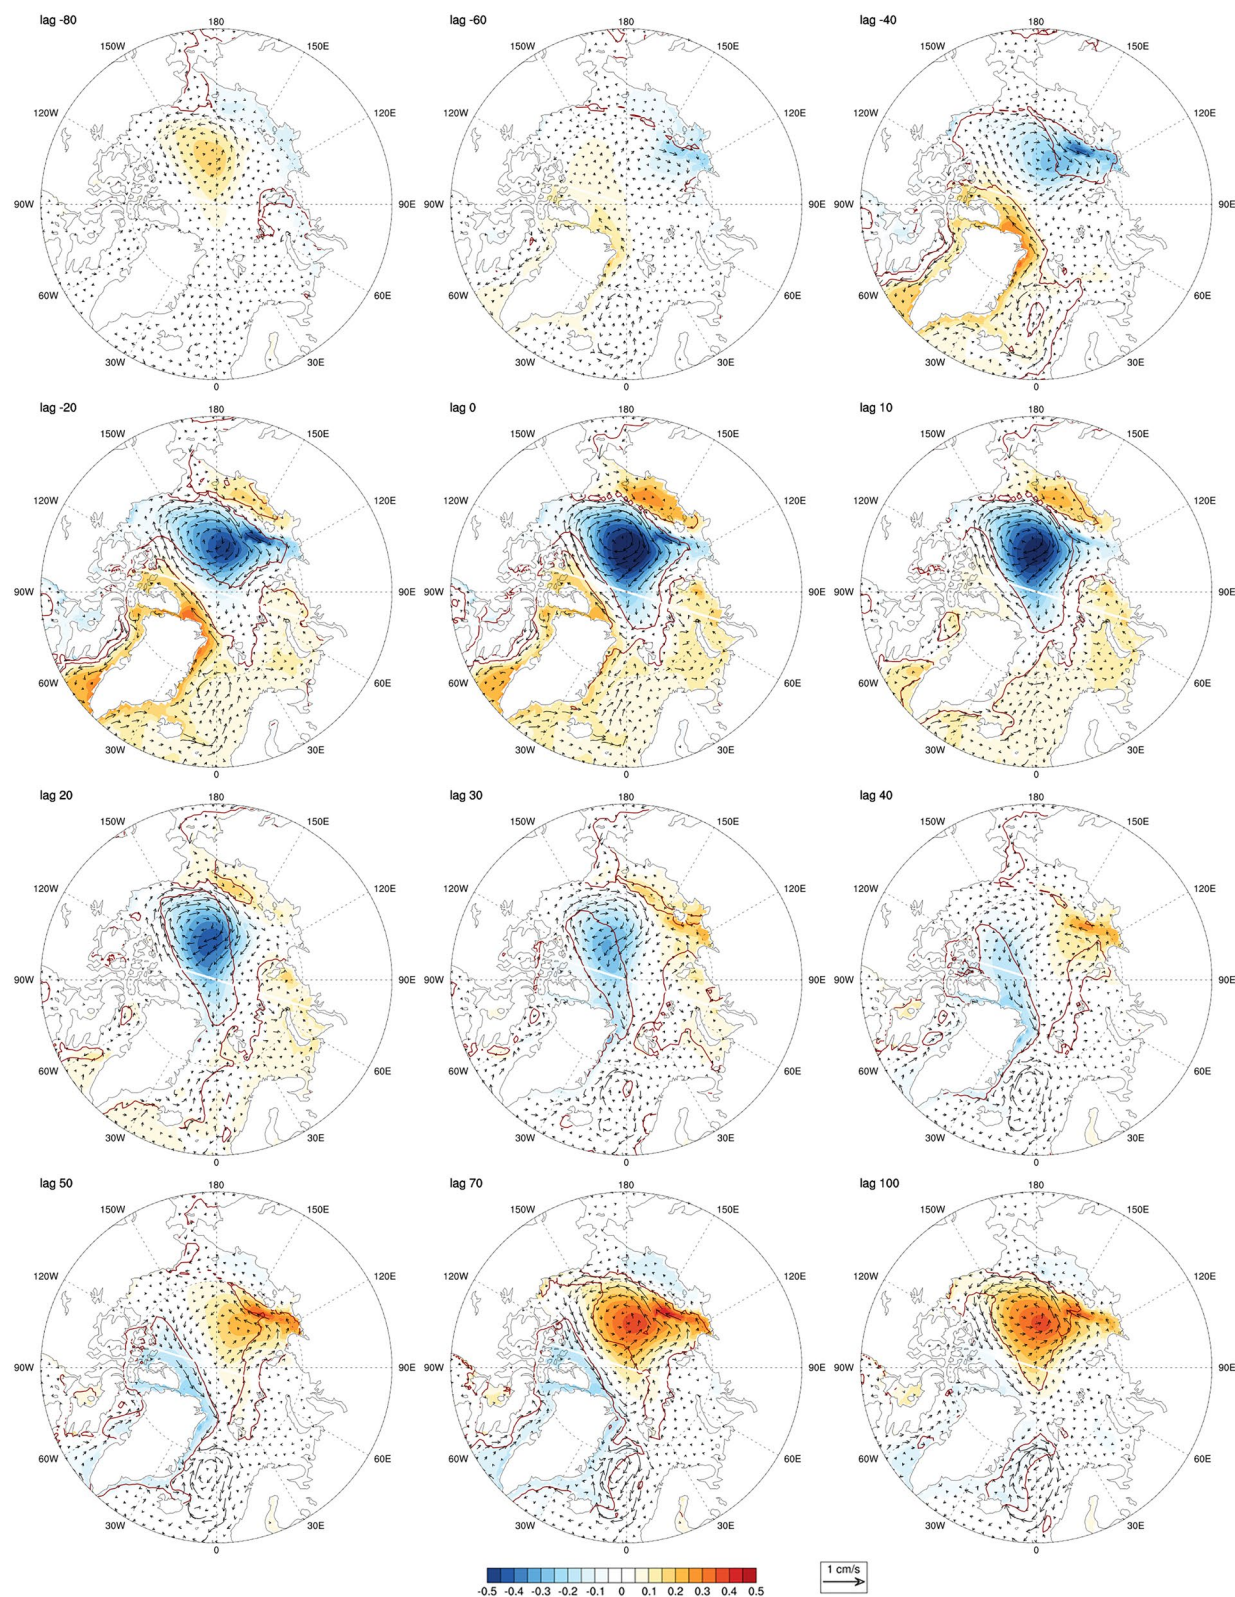 lag -80
lag -60
lag -40
180 180 180
150W 150E 150W 150E 150W 150E
120W 120E 120W 120E 120W 120E
90W 90E 90W 90E 90W 90E
60W 60E 60W 60E 60W 60E
30W 30E 30W 30E 30W 30E
0 0 0
lag -20
lag 0
lag 10
180 180 180
150W 150E 150W 150E 150W 150E
120W 120E 120W 120E 120W 120E
90W 90E 90W 90E 90W 90E
60W 60E 60W 60E 60W 60E
30W 30E 30W 30E 30W 30E
0 0 0
lag 20
lag 30
lag 40
180 180 180
150W 150E 150W 150E 150W 150E
120W 120E 120W 120E 120W 120E
90W 90E 90W 90E 90W 90E
60W 60E 60W 60E 60W 60E
30W 30E 30W 30E 30W 30E
0 0 0
lag 50
lag 70
lag 100
180 180 180
150W 150E 150W 150E 150W 150E
120W 120E 120W 120E 120W 120E
90W 90E 90W 90E 90W 90E
60W 60E 60W 60E 60W 60E
30W 30E 30W 30E 30W 30E
0 0 0
-0.5 -0.4 -0.3 -0.2 -0.1 0 0.1 0.2 0.3 0.4 0.5
1 cm/s